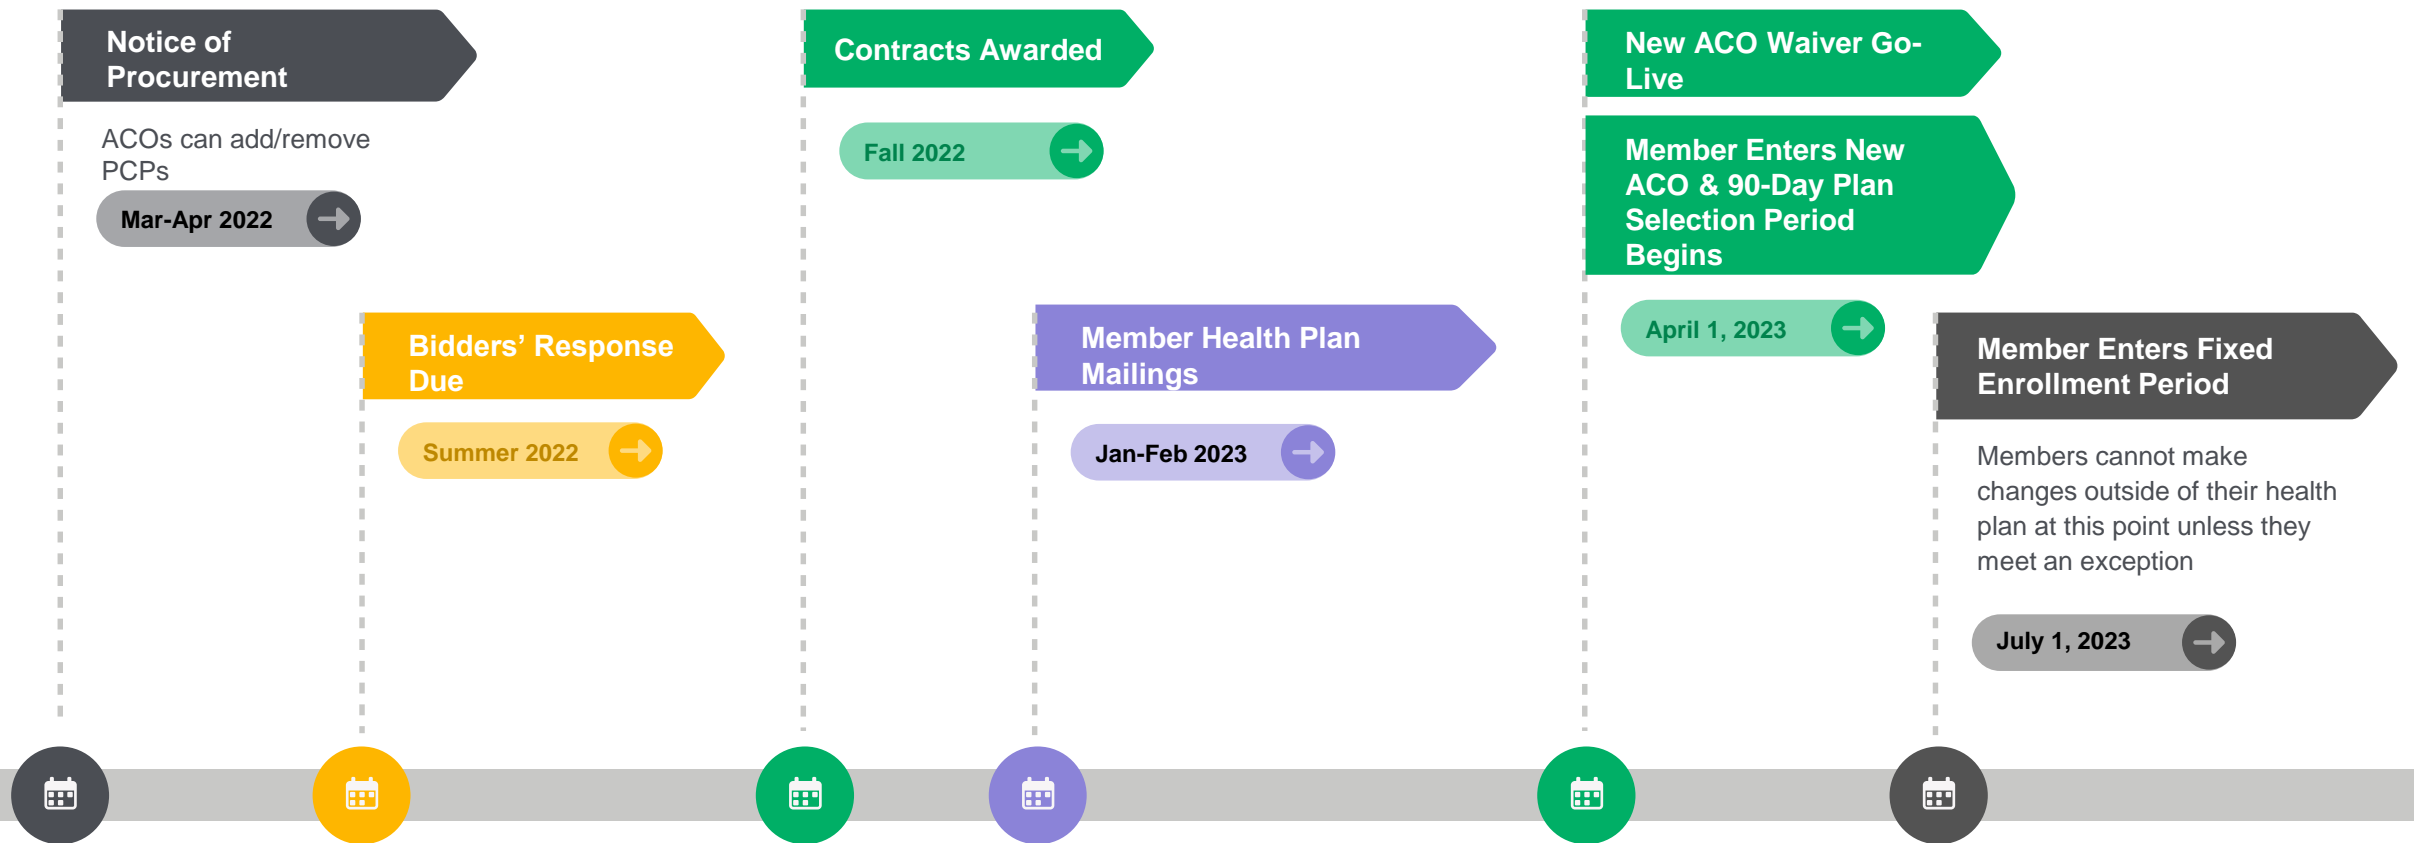 Notice of
Procurement
ACOs can add/remove
PCPs
Mar-Apr 2022
Bidders’ Response
Due
Summer 2022
Contracts Awarded
Fall 2022
Member Health Plan
Mailings
Jan-Feb 2023
New ACO Waiver Go-
Live
Member Enters New
ACO & 90-Day Plan
Selection Period
Begins
April 1, 2023
Member Enters Fixed
Enrollment Period
Members cannot make
changes outside of their health
plan at this point unless they
meet an exception
July 1, 2023